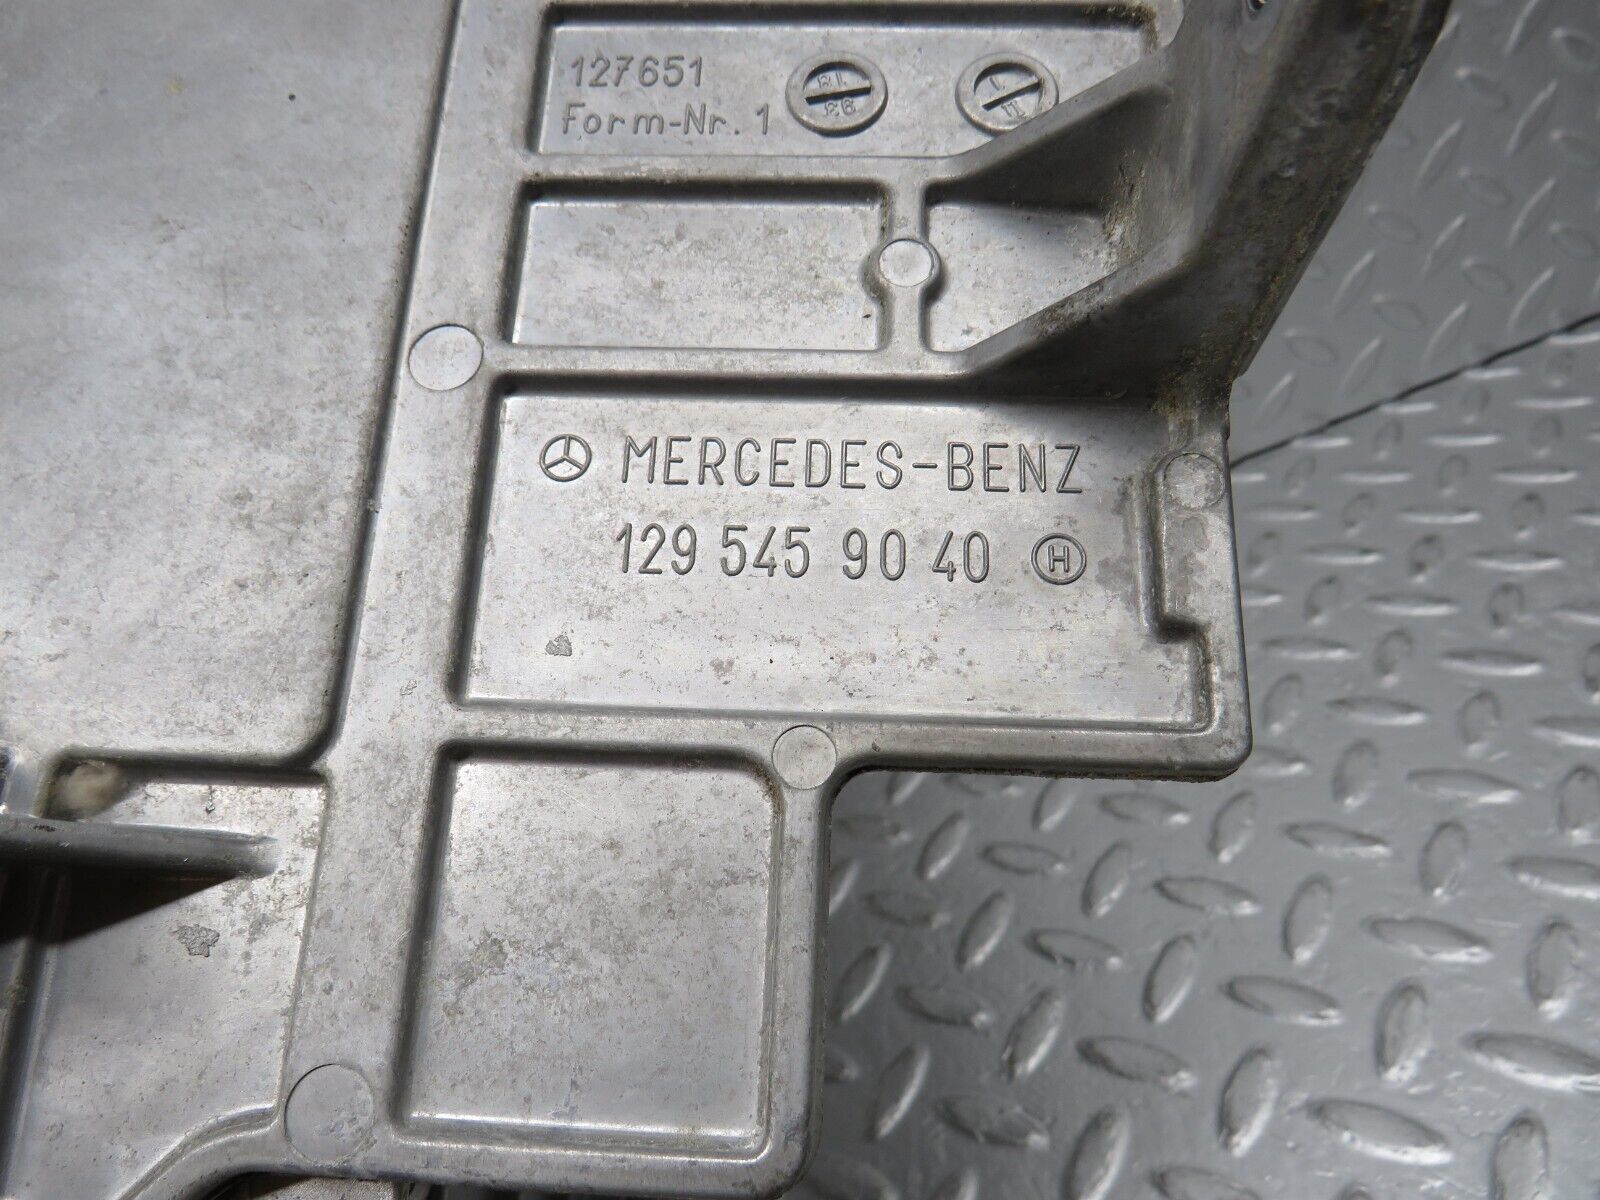 127651
Form-Nr. 1
MERCEDES-BENZ
129 545 90 40 H